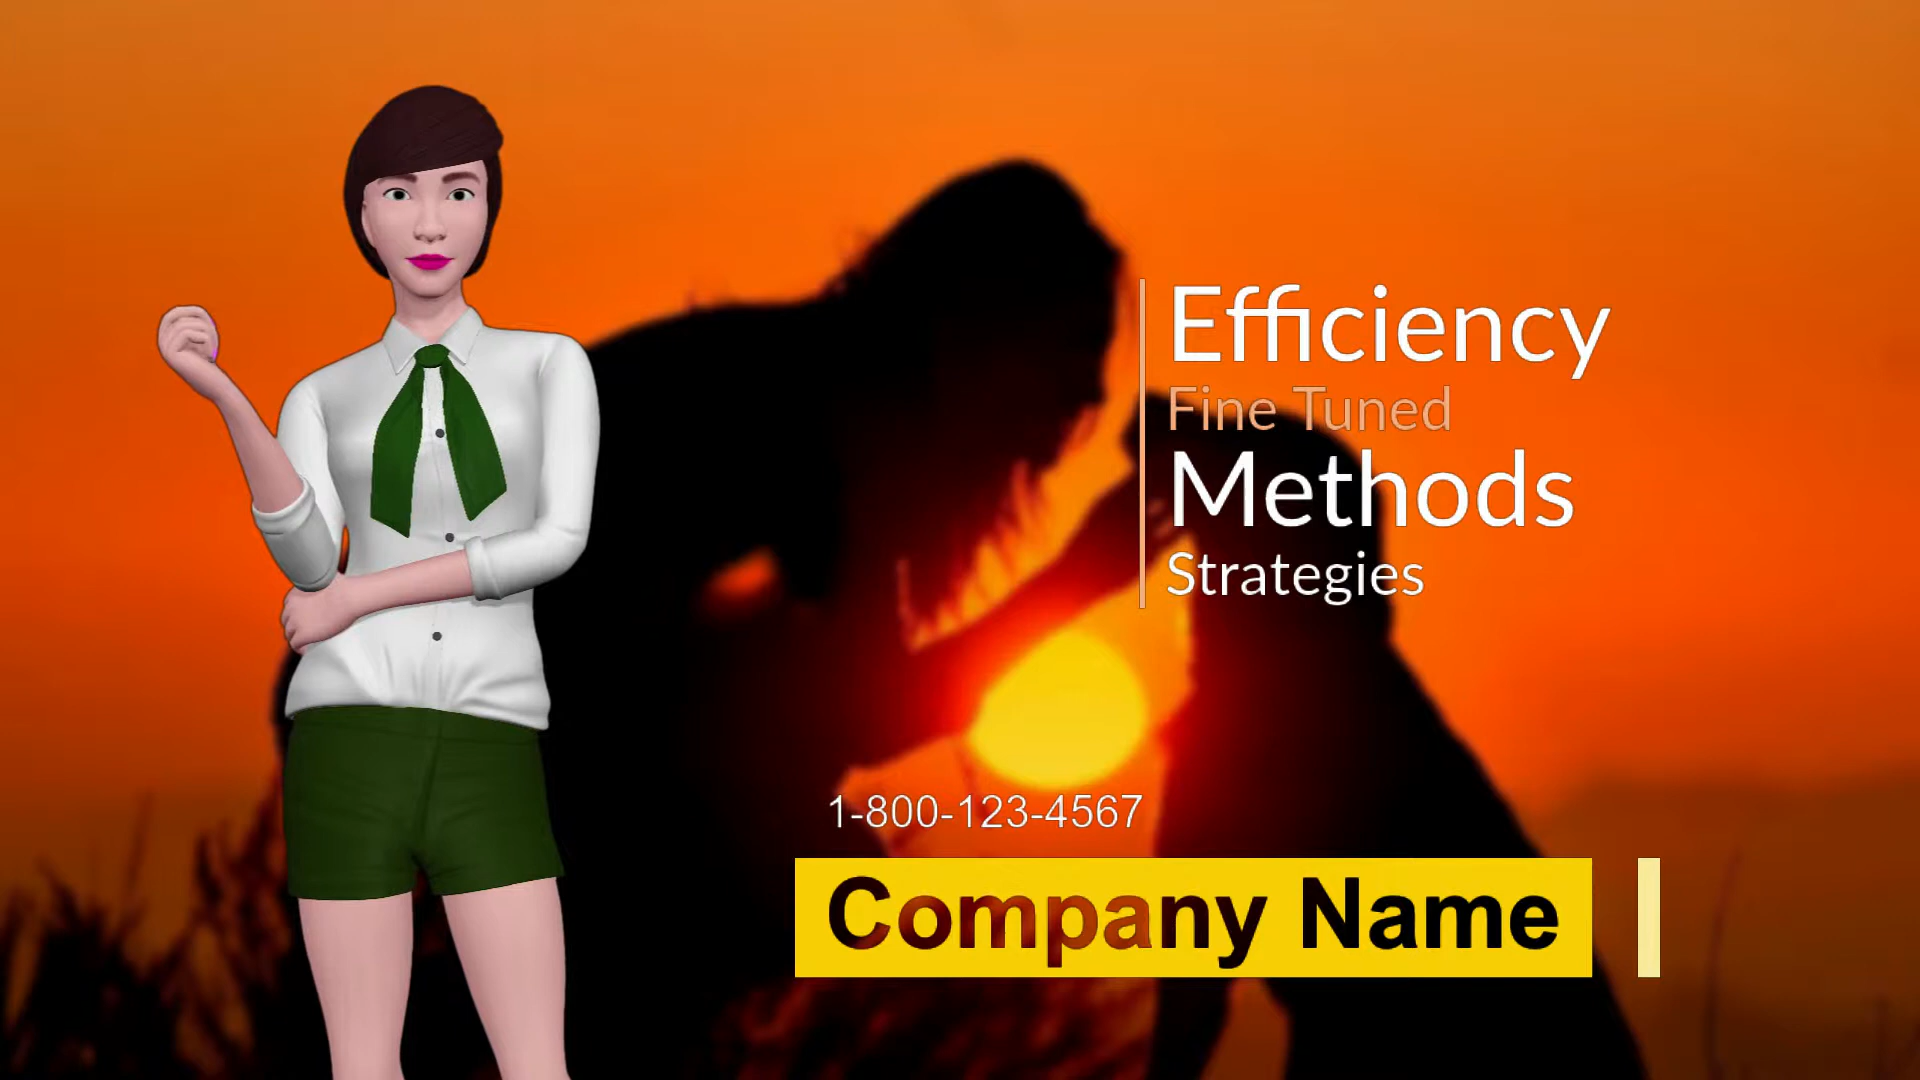 Efficiency
Fine Tuned
Methods
Strategies
1-800-123-4567
Company Name